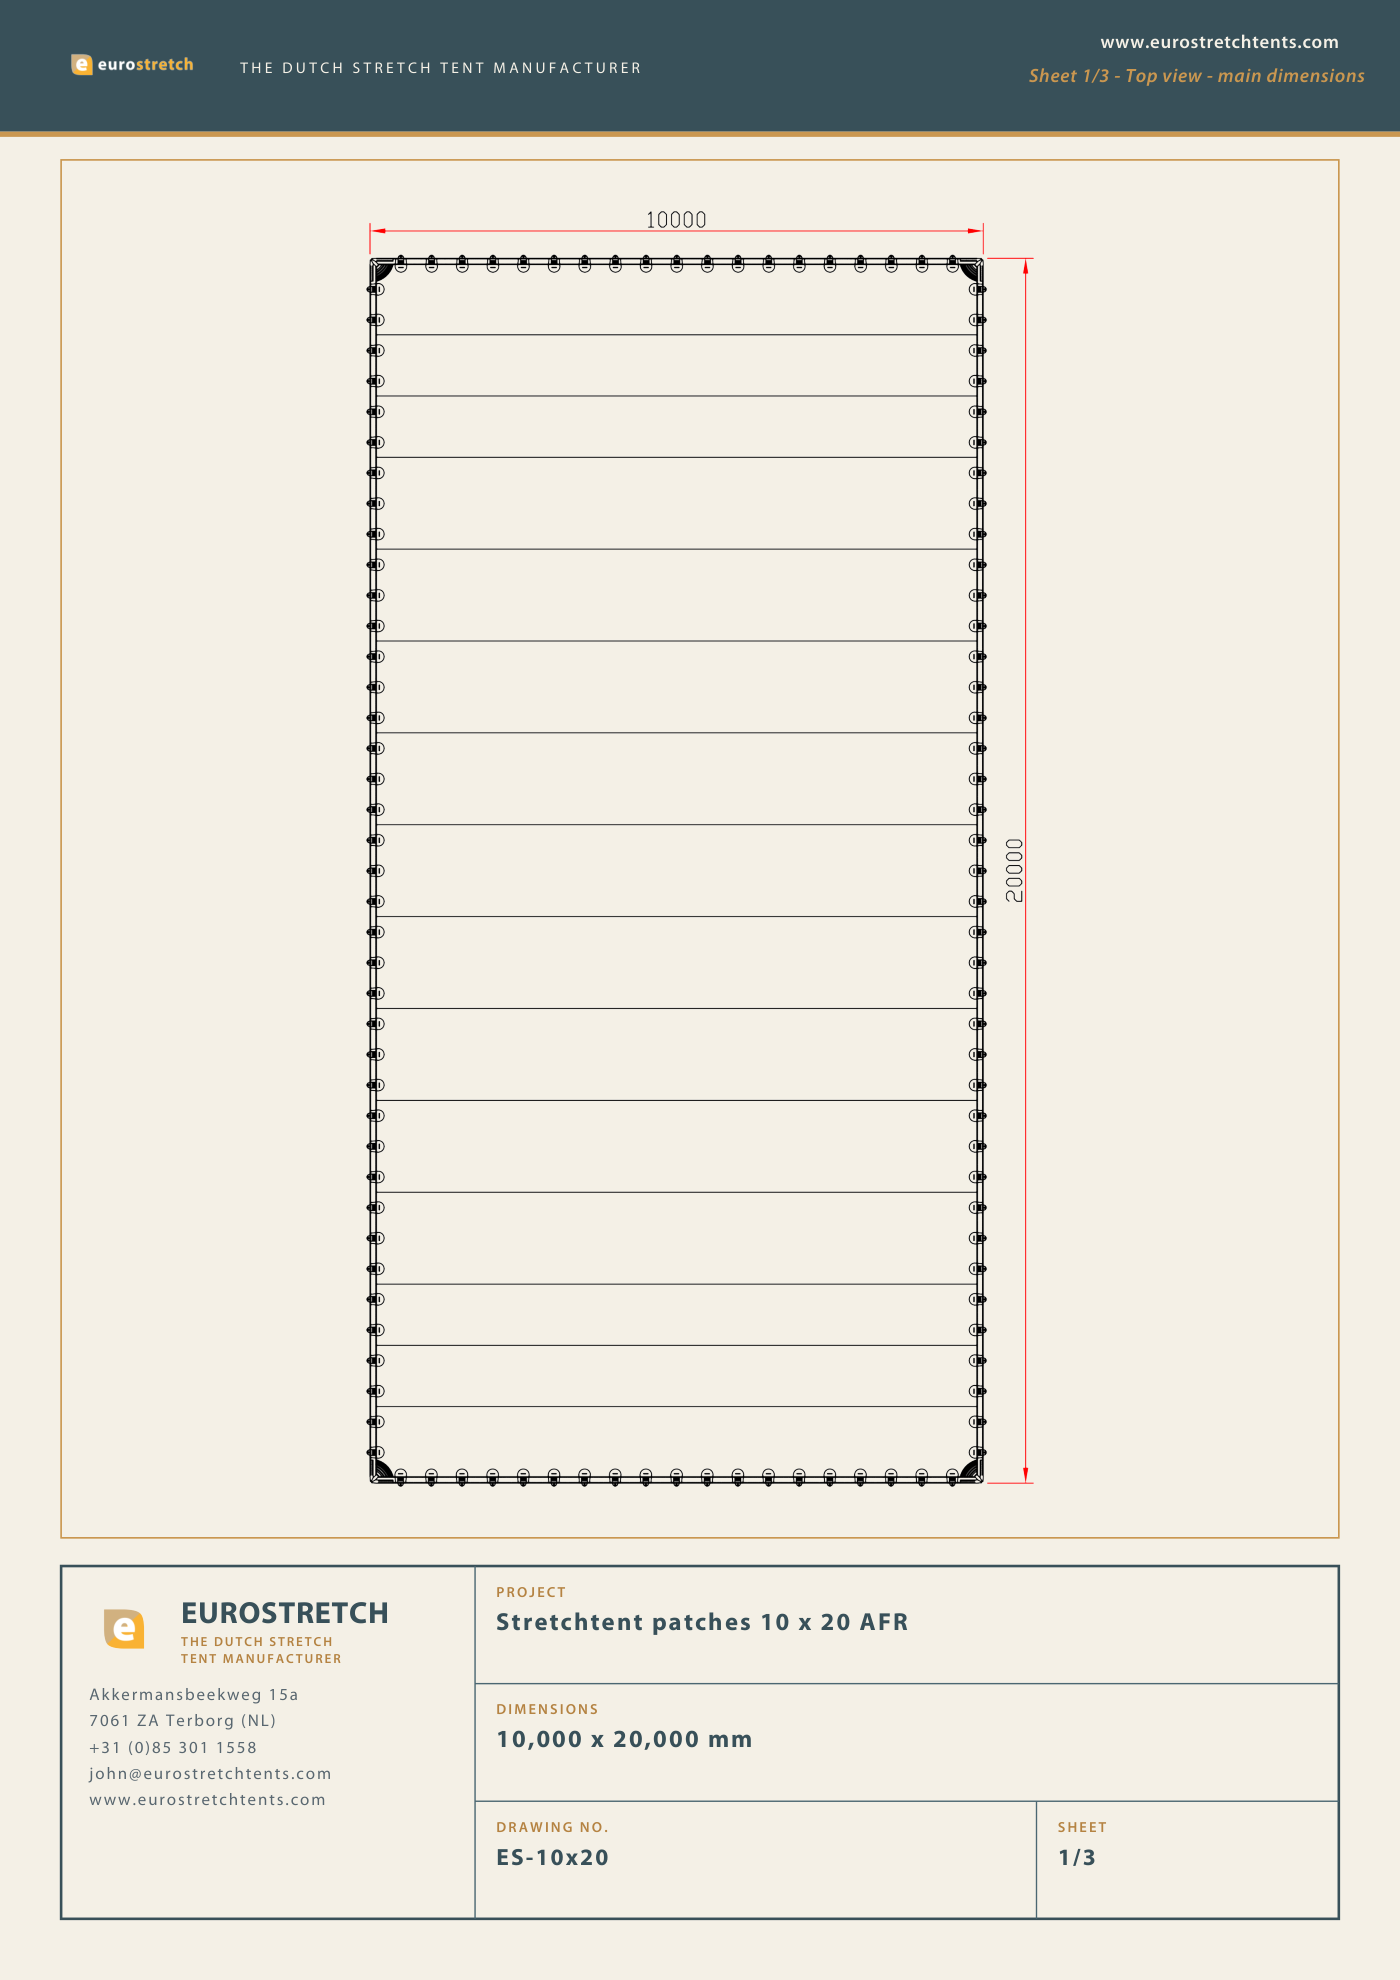 eurostretch
THE DUTCH STRETCH TENT MANUFACTURER
www.eurostretchtents.com
Sheet 1/3 - Top view - main dimensions
10000
20000
e
EUROSTRETCH
THE DUTCH STRETCH
TENT MANUFACTURER
Akkermansbeekweg 15a
7061 ZA Terborg (NL)
+31 (0)85 301 1558
john@eurostretchtents.com
www.eurostretchtents.com
PROJECT
Stretchtent patches 10 x 20 AFR
DIMENSIONS
10,000 x 20,000 mm
DRAWING NO.
ES-10x20
SHEET
1/3